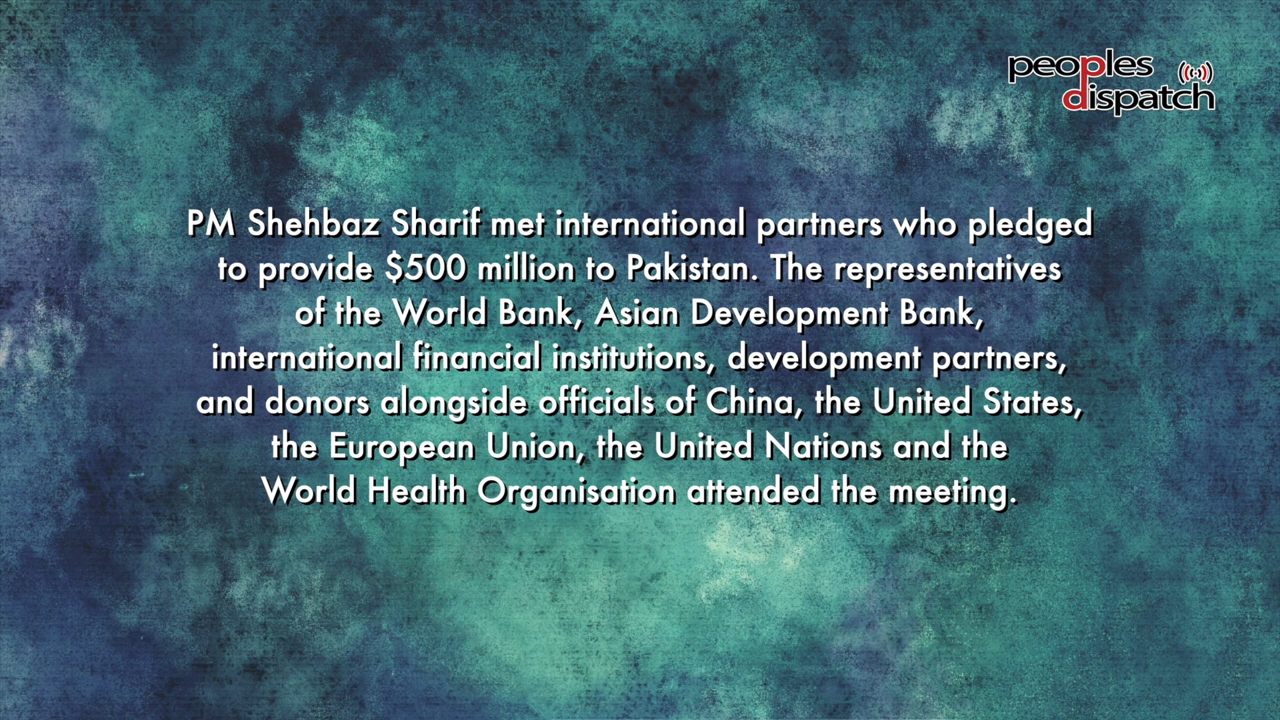 peoples
dispatch
PM Shehbaz Sharif met international partners who pledged
to provide $500 million to Pakistan. The representatives
of the World Bank, Asian Development Bank,
international financial institutions, development partners,
and donors alongside officials of China, the United States,
the European Union, the United Nations and the
World Health Organisation attended the meeting.